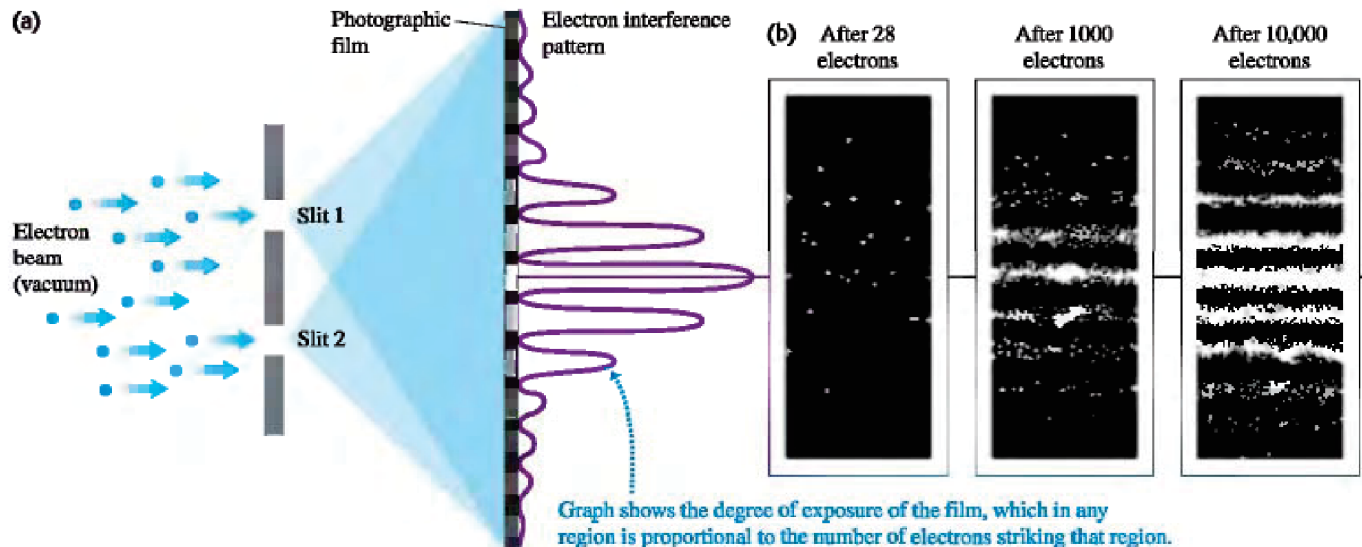 (a)
Photographic
film
Electron interference
pattern
Slit 1
Electron
beam
(vacuum)
Slit 2
(b)
After 28
electrons
After 1000
electrons
After 10,000
electrons
Graph shows the degree of exposure of the film, which in any
region is proportional to the number of electrons striking that region.